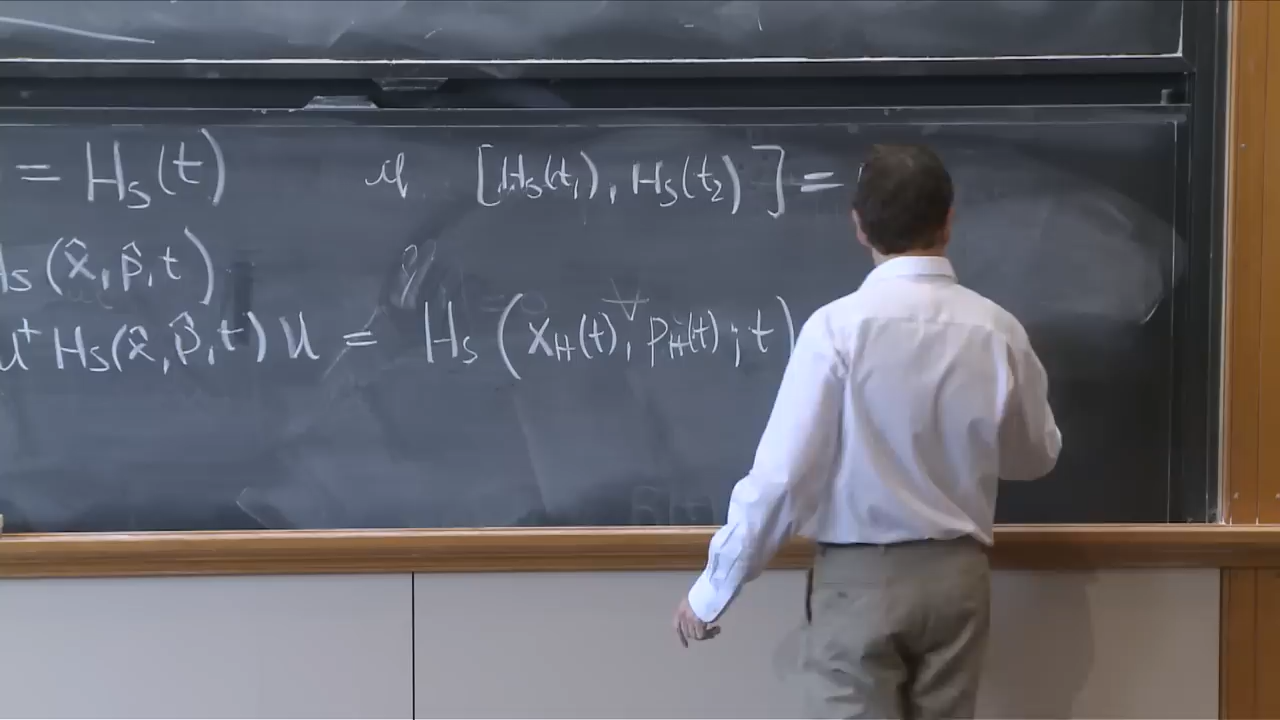 = H_S(t) if [H_S(t_1), H_S(t_2)] =
H_S(x̂, p̂, t)
u† H_S(x̂, p̂, t) u = H_S(x_H(t), p_H(t); t)